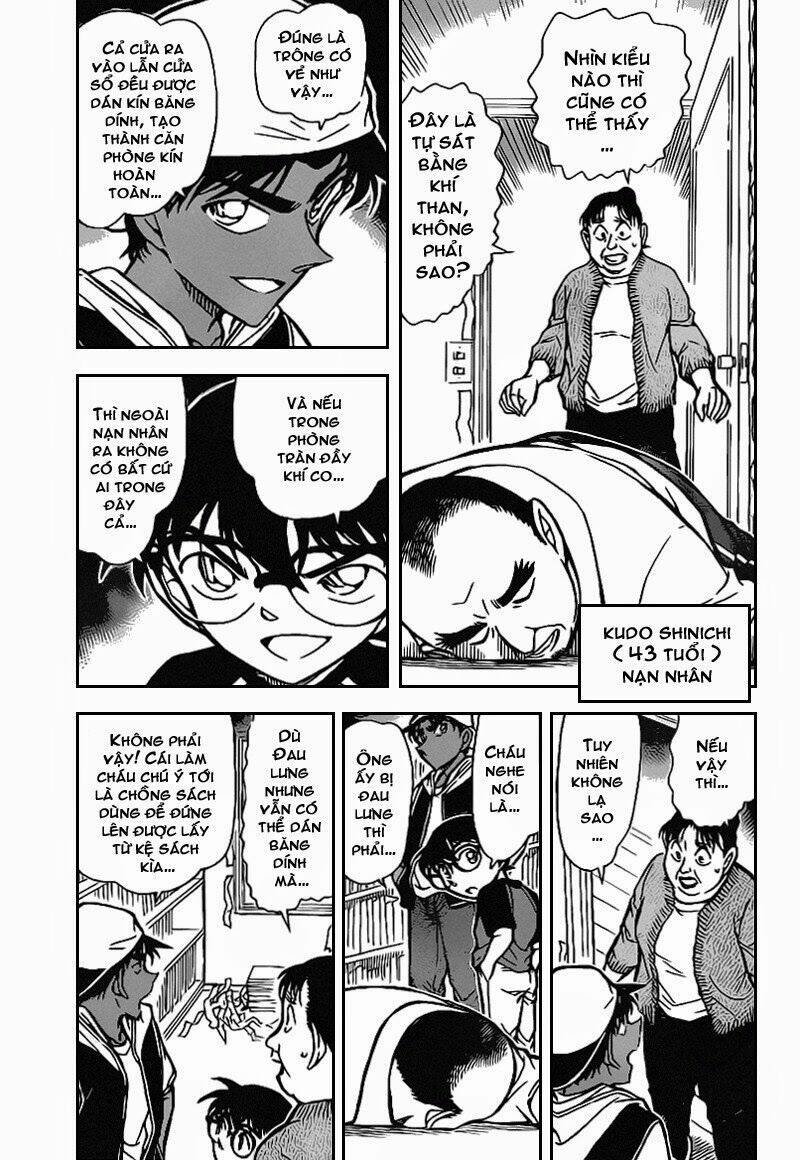 NHÌN KIỂU
NÀO THÌ
CŨNG CÓ
THỂ THẤY
...
ĐÂY LÀ
TỰ SÁT
BẰNG
KHÍ
THAN,
KHÔNG
PHẢI
SAO?
KUDO SHINICHI
( 43 TUỔI )
NẠN NHÂN
ĐÚNG LÀ
TRÔNG CÓ
VẺ NHƯ
VẬY...
CẢ CỬA RA
VÀO LẪN CỬA
SỔ ĐỀU ĐƯỢC
DÁN KÍN BĂNG
DÍNH, TẠO
THÀNH CĂN
PHÒNG KÍN
HOÀN
TOÀN...
VÀ NẾU
TRONG
PHÒNG
TRÀN ĐẦY
KHÍ CO...
THÌ NGOÀI
NẠN NHÂN
RA KHÔNG
CÓ BẤT CỨ
AI TRONG
ĐÂY
CẢ...
NẾU
VẬY THÌ...
TUY
NHIÊN
KHÔNG
LẠ
SAO
...
CHÁU
NGHE
NÓI
LÀ...
ÔNG
ẤY BỊ
ĐAU
LƯNG
THÌ
PHẢI...
DÙ
ĐAU
LƯNG
NHƯNG
VẪN CÓ
THỂ DÁN
BĂNG
DÍNH
MÀ...
KHÔNG PHẢI
VẬY! CÁI LÀM
CHÁU CHÚ Ý TỚI
LÀ CHỒNG SÁCH
DÙNG ĐỂ ĐỨNG
LÊN ĐƯỢC LẤY
TỪ KỆ SÁCH
KÌA...